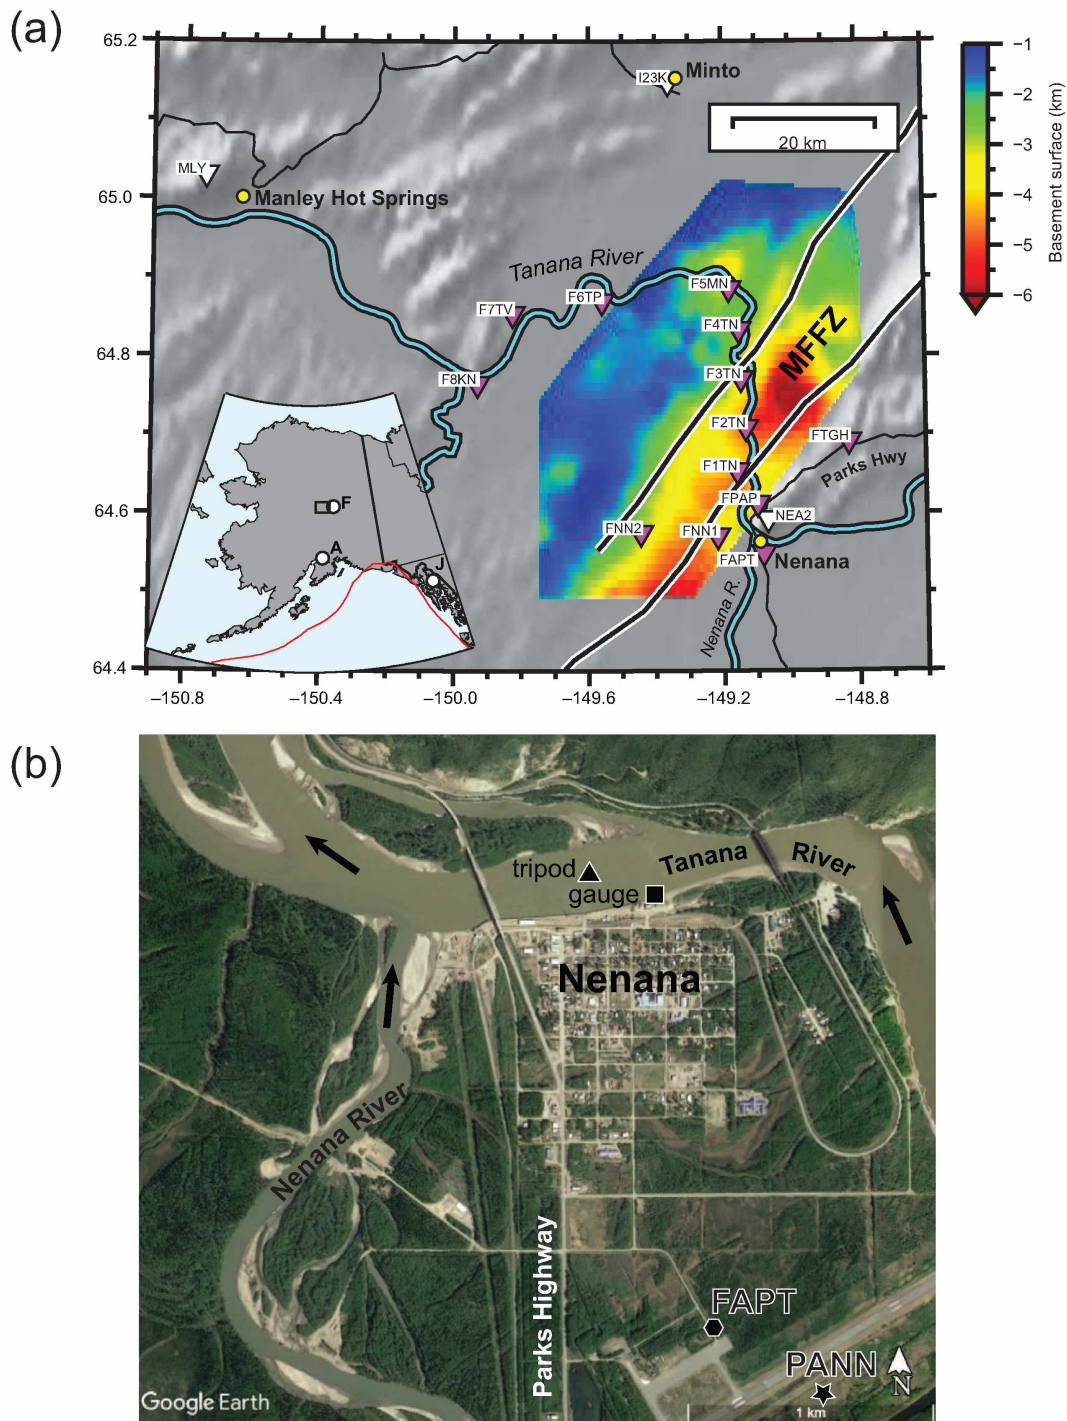 (a)
65.2
65.0
64.8
64.6
64.4
−150.8
−150.4
−150.0
−149.6
−149.2
−148.8
I23K
Minto
20 km
MLY
Manley Hot Springs
Tanana River
F5MN
F6TP
F7TV
F4TN
MFFZ
F3TN
F8KN
F2TN
FTGH
Parks Hwy
F1TN
FPAP
NEA2
FNN2
FNN1
FAPT
Nenana
Nenana R.
F
A
J
−1
−2
−3
−4
−5
−6
Basement surface (km)
(b)
tripod
gauge
Tanana River
Nenana
Nenana River
Parks Highway
FAPT
PANN
N
1 km
Google Earth